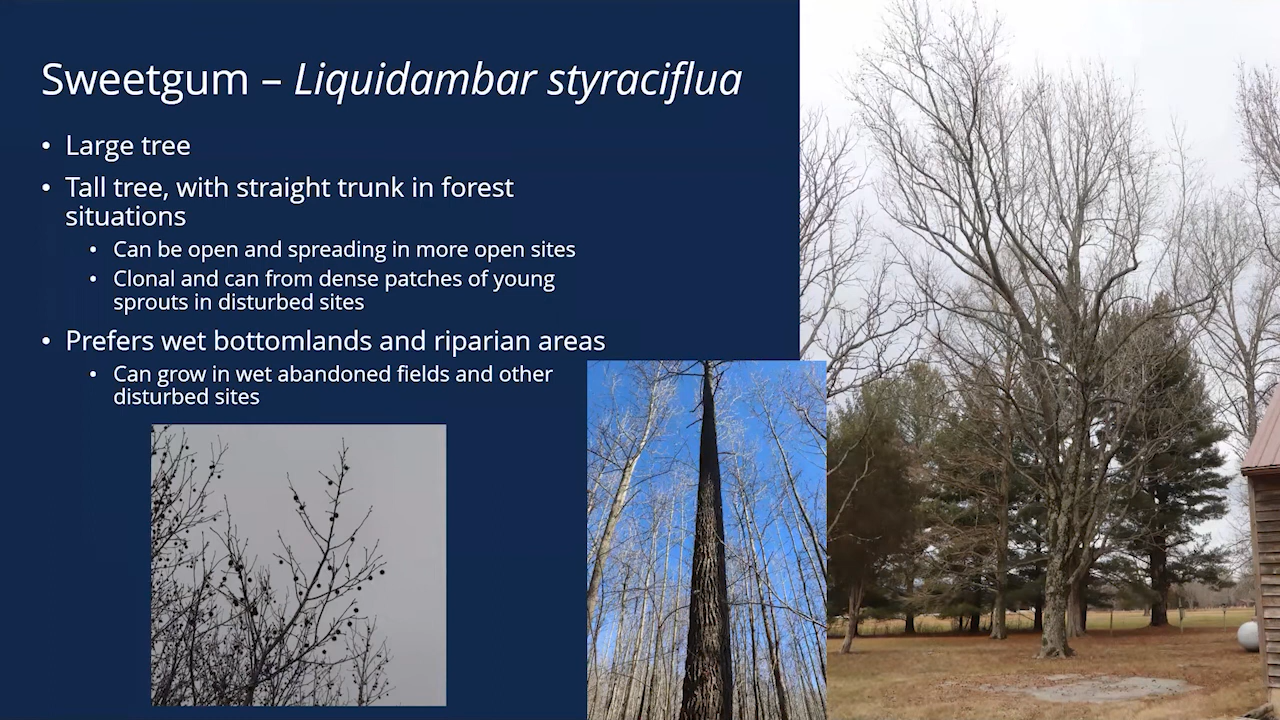 Sweetgum – Liquidambar styraciflua
• Large tree
• Tall tree, with straight trunk in forest
situations
• Can be open and spreading in more open sites
• Clonal and can from dense patches of young
sprouts in disturbed sites
• Prefers wet bottomlands and riparian areas
• Can grow in wet abandoned fields and other
disturbed sites